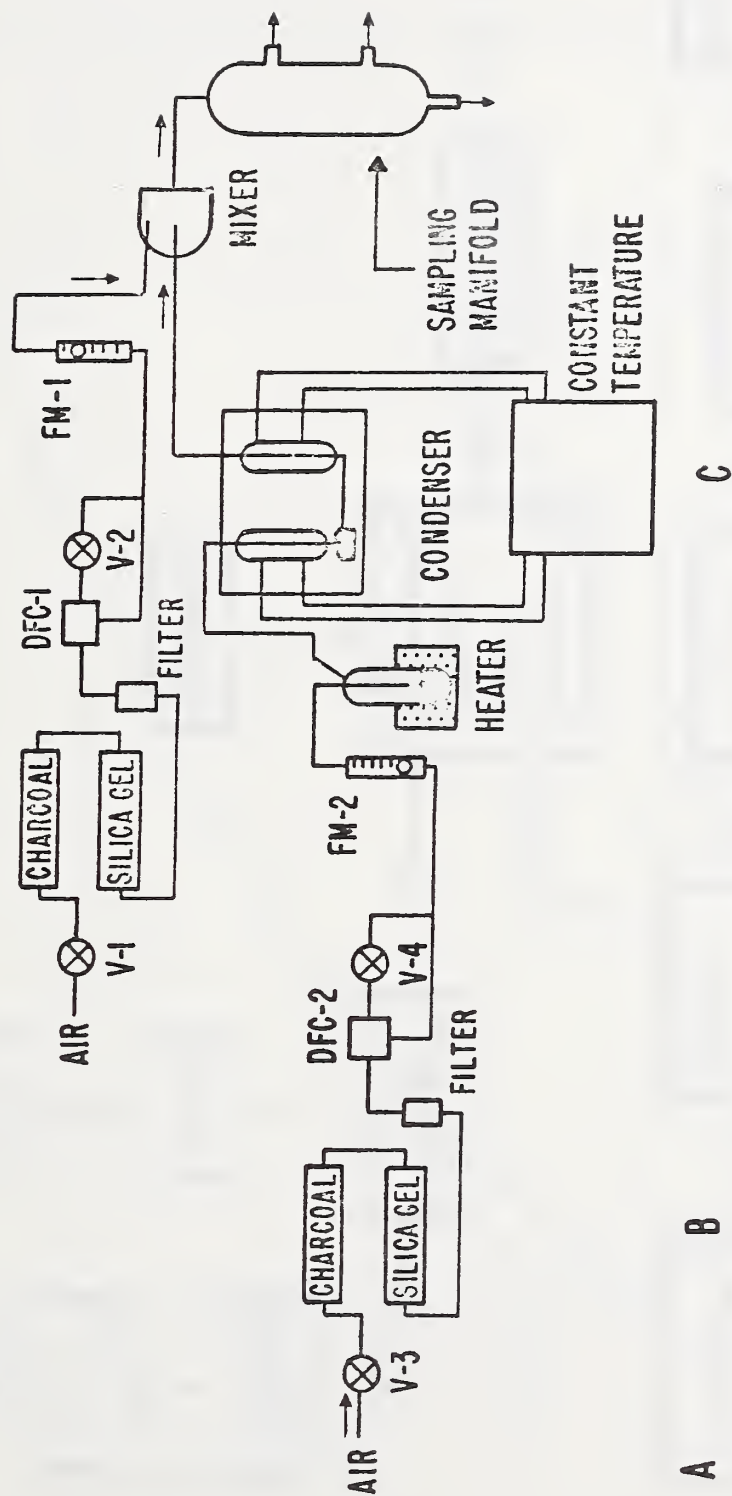 AIR
V-1
CHARCOAL
SILICA GEL
FILTER
DFC-1
V-2
FM-1
MIXER
SAMPLING
MANIFOLD
AIR
V-3
CHARCOAL
SILICA GEL
FILTER
DFC-2
V-4
FM-2
HEATER
CONDENSER
CONSTANT
TEMPERATURE
A
B
C